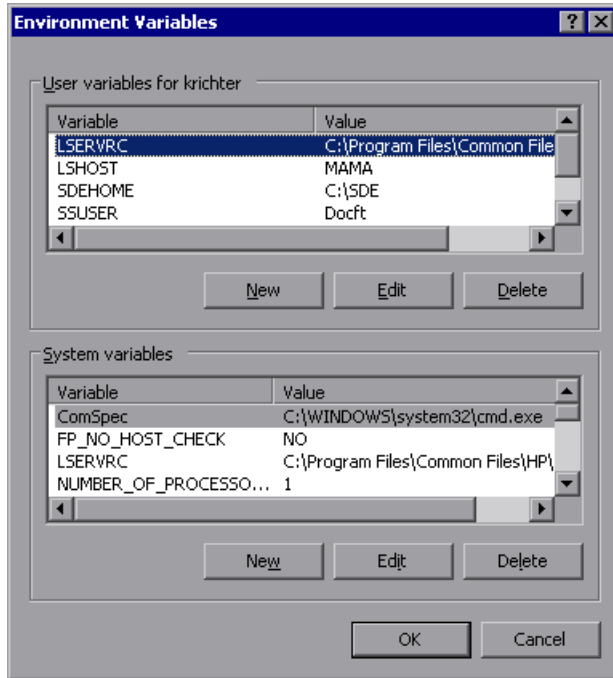 Environment Variables
User variables for krichter
Variable Value
LSERVRC C:\Program Files\Common File
LSHOST MAMA
SDEHOME C:\SDE
SSUSER Docft
New Edit Delete
System variables
Variable Value
ComSpec C:\WINDOWS\system32\cmd.exe
FP_NO_HOST_CHECK NO
LSERVRC C:\Program Files\Common Files\HP\
NUMBER_OF_PROCESSO... 1
New Edit Delete
OK Cancel